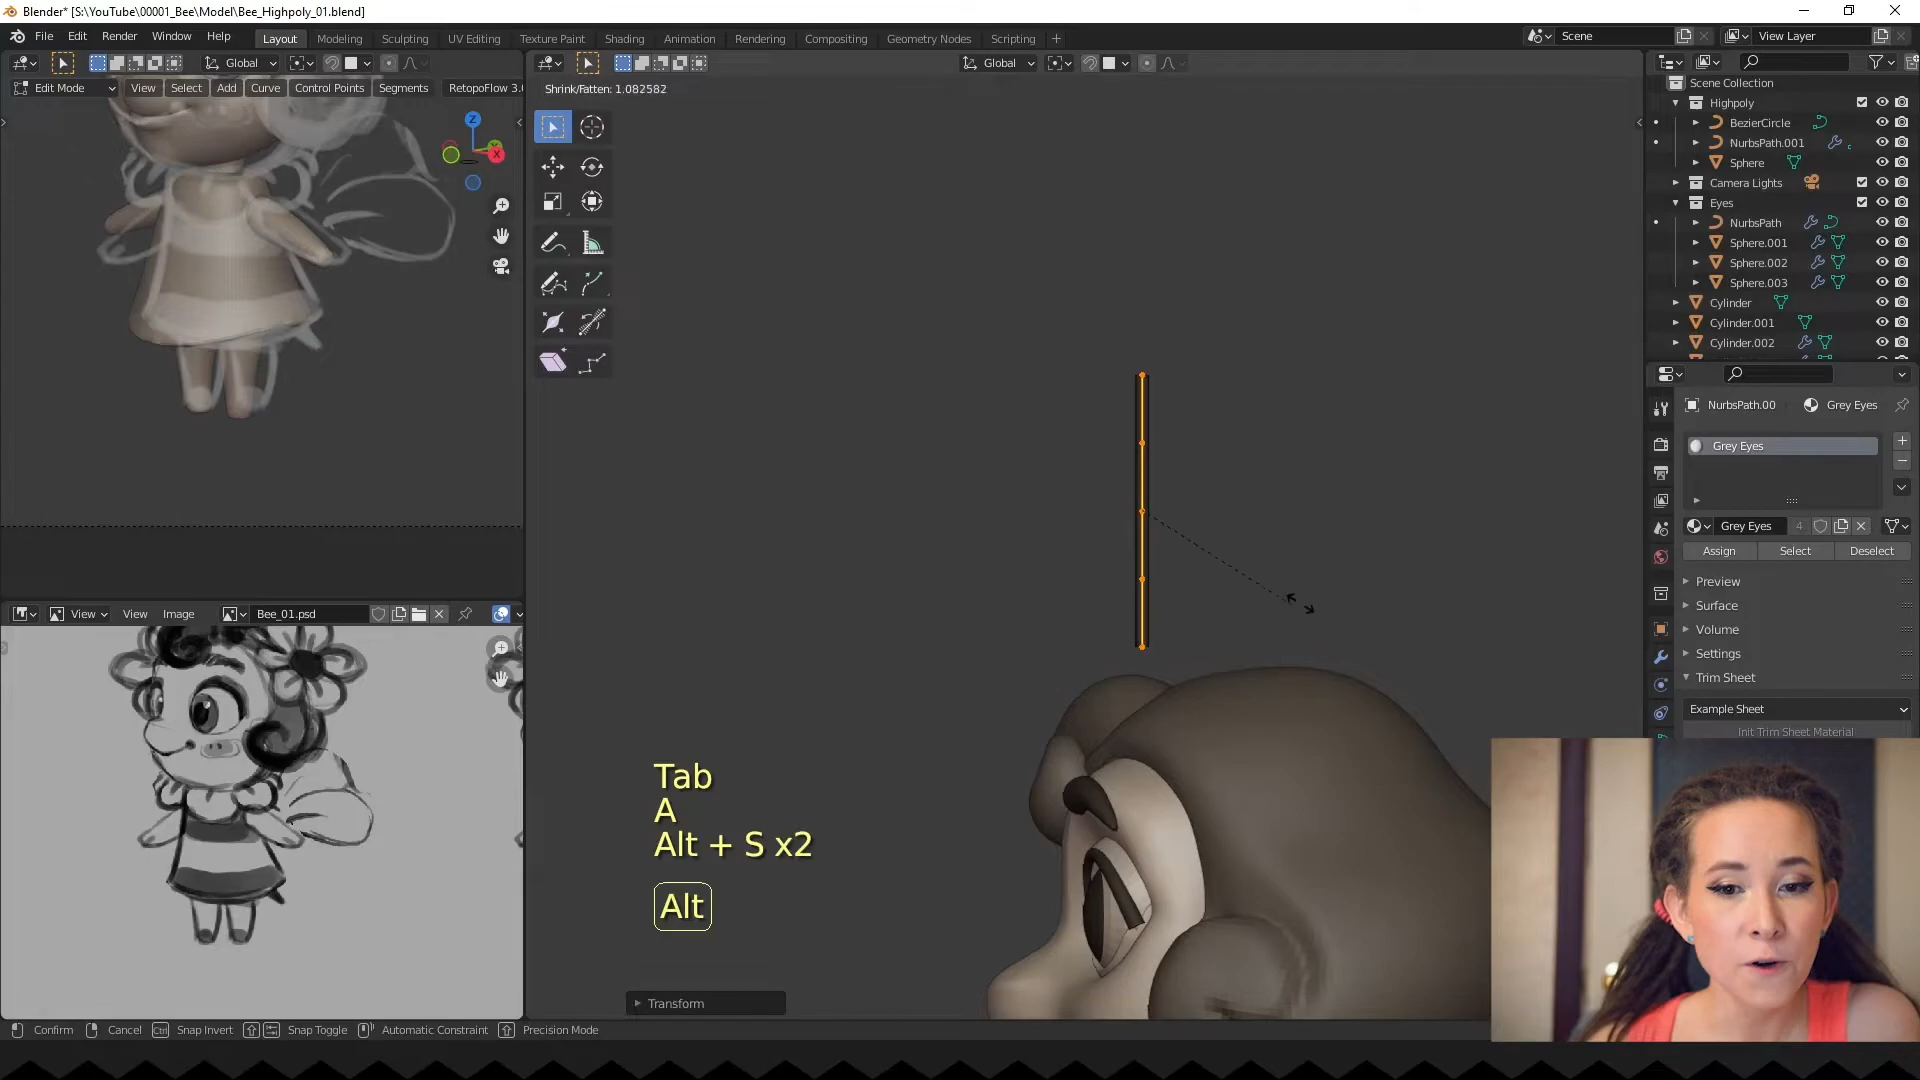 Blender* [S:\YouTube\00001_Bee\Model\Bee_Highpoly_01.blend]
File Edit Render Window Help
Layout Modeling Sculpting UV Editing Texture Paint Shading Animation Rendering Compositing Geometry Nodes Scripting +
Scene
View Layer
Global
Global
Edit Mode View Select Add Curve Control Points Segments RetopoFlow 3.
Shrink/Fatten: 1.082582
Z
X
Scene Collection
Highpoly
BezierCircle
NurbsPath.001
Sphere
Camera Lights
Eyes
NurbsPath
Sphere.001
Sphere.002
Sphere.003
Cylinder
Cylinder.001
Cylinder.002
NurbsPath.00 Grey Eyes
Grey Eyes
Grey Eyes 4
Assign Select Deselect
Preview
Surface
Volume
Settings
Trim Sheet
Example Sheet
Init Trim Sheet Material
View View Image Bee_01.psd
Tab
A
Alt + S x2
Alt
Transform
Confirm Cancel Ctrl Snap Invert Snap Toggle Automatic Constraint Precision Mode